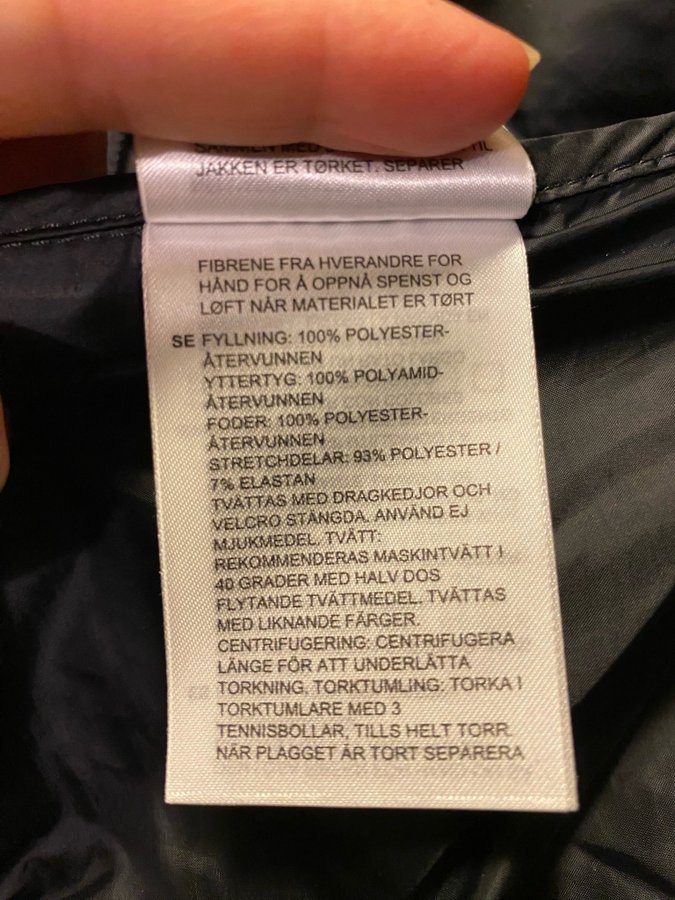 SAMMEN MED
JAKKEN ER TØRKET. SEPARER
FIBRENE FRA HVERANDRE FOR
HÅND FOR Å OPPNÅ SPENST OG
LØFT NÅR MATERIALET ER TØRT
SE FYLLNING: 100% POLYESTER-
ÅTERVUNNEN
YTTERTYG: 100% POLYAMID-
ÅTERVUNNEN
FODER: 100% POLYESTER-
ÅTERVUNNEN
STRETCHDELAR: 93% POLYESTER /
7% ELASTAN
TVÄTTAS MED DRAGKEDJOR OCH
VELCRO STÄNGDA. ANVÄND EJ
MJUKMEDEL. TVÄTT:
REKOMMENDERAS MASKINTVÄTT I
40 GRADER MED HALV DOS
FLYTANDE TVÄTTMEDEL. TVÄTTAS
MED LIKNANDE FÄRGER.
CENTRIFUGERING: CENTRIFUGERA
LÄNGE FÖR ATT UNDERLÄTTA
TORKNING. TORKTUMLING: TORKA I
TORKTUMLARE MED 3
TENNISBOLLAR, TILLS HELT TORR.
NÄR PLAGGET ÄR TORT SEPARERA